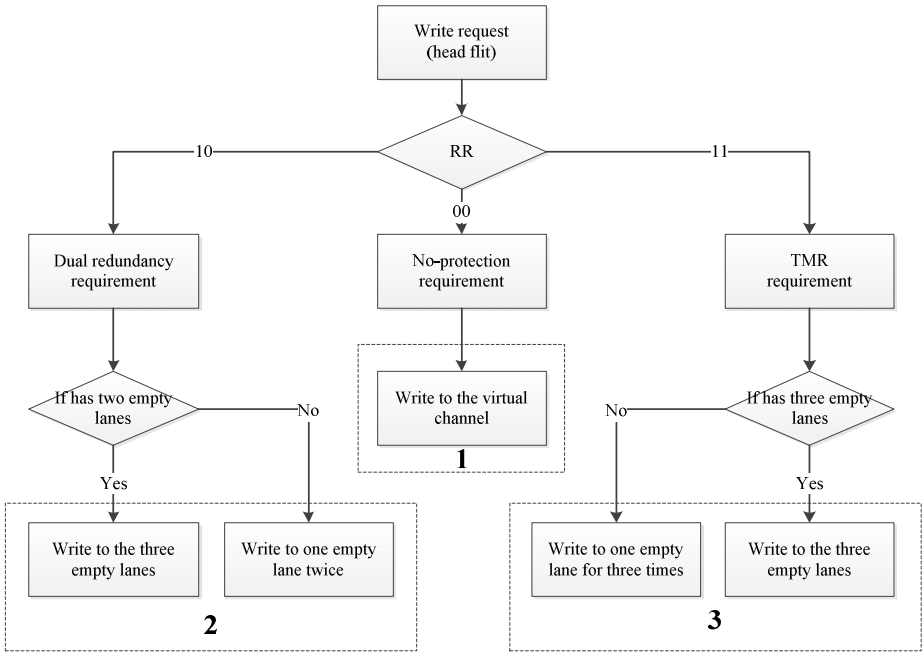 Write request
(head flit)
RR
10
11
00
Dual redundancy
requirement
No-protection
requirement
TMR
requirement
If has two empty
lanes
No
Yes
Write to the virtual
channel
1
If has three empty
lanes
No
Yes
Write to the three
empty lanes
Write to one empty
lane twice
2
Write to one empty
lane for three times
Write to the three
empty lanes
3